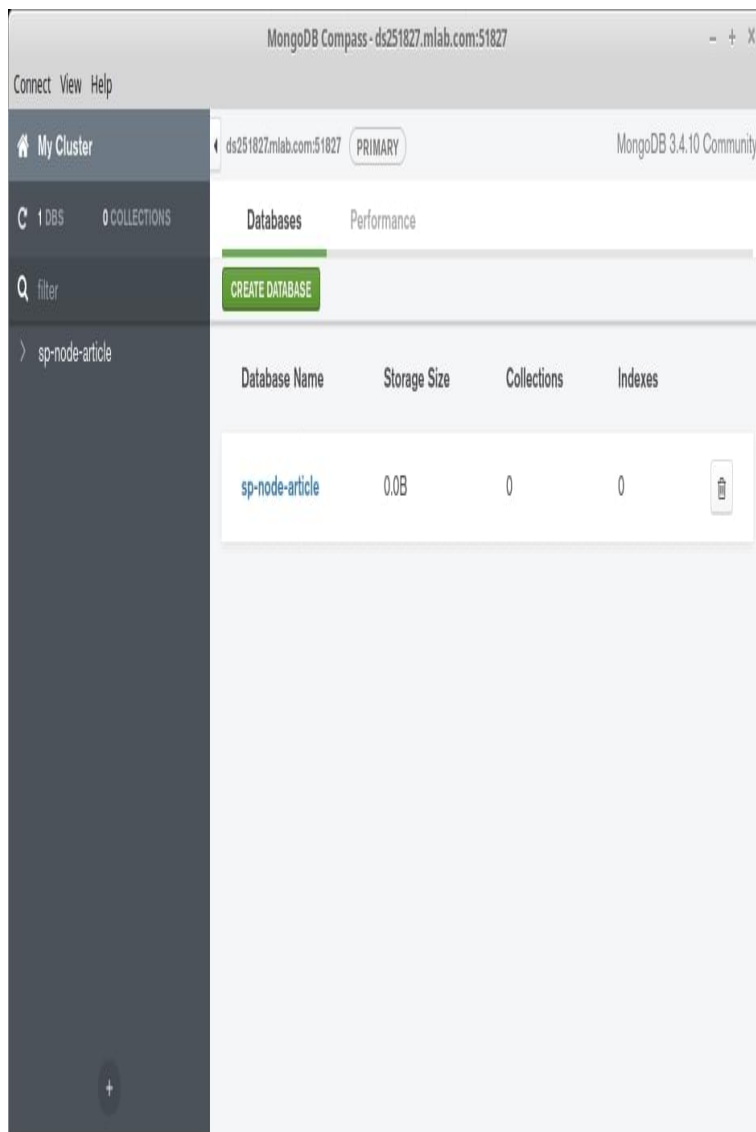 MongoDB Compass - ds251827.mlab.com:51827
Connect View Help
My Cluster
ds251827.mlab.com:51827 PRIMARY MongoDB 3.4.10 Community
1 DBS 0 COLLECTIONS
Databases Performance
filter
CREATE DATABASE
sp-node-article
Database Name Storage Size Collections Indexes
sp-node-article 0.0B 0 0